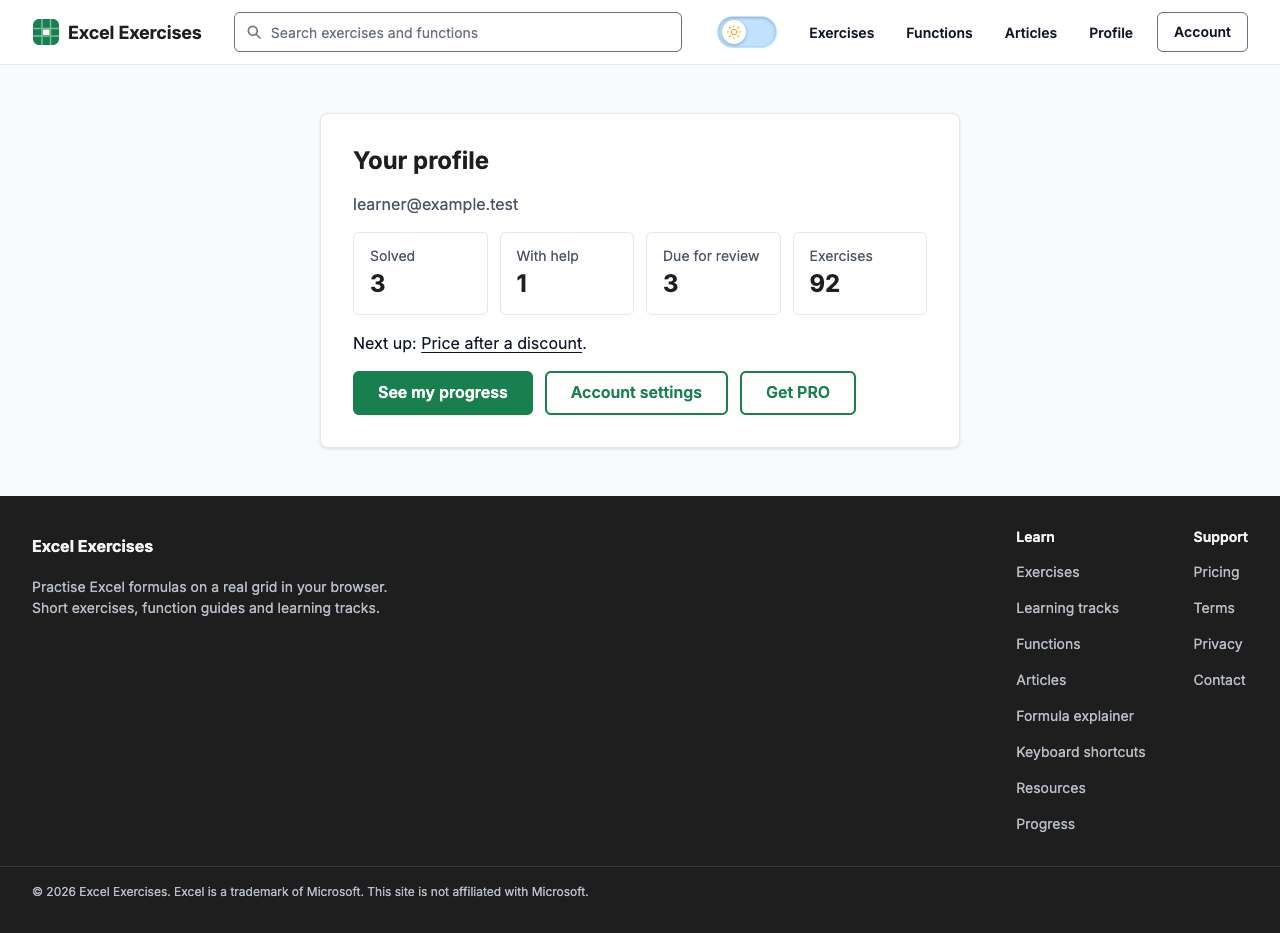 Excel Exercises
Search exercises and functions
Exercises
Functions
Articles
Profile
Account
Your profile
learner@example.test
Solved
3
With help
1
Due for review
3
Exercises
92
Next up: Price after a discount.
See my progress
Account settings
Get PRO
Excel Exercises
Practise Excel formulas on a real grid in your browser.
Short exercises, function guides and learning tracks.
Learn
Exercises
Learning tracks
Functions
Articles
Formula explainer
Keyboard shortcuts
Resources
Progress
Support
Pricing
Terms
Privacy
Contact
© 2026 Excel Exercises. Excel is a trademark of Microsoft. This site is not affiliated with Microsoft.